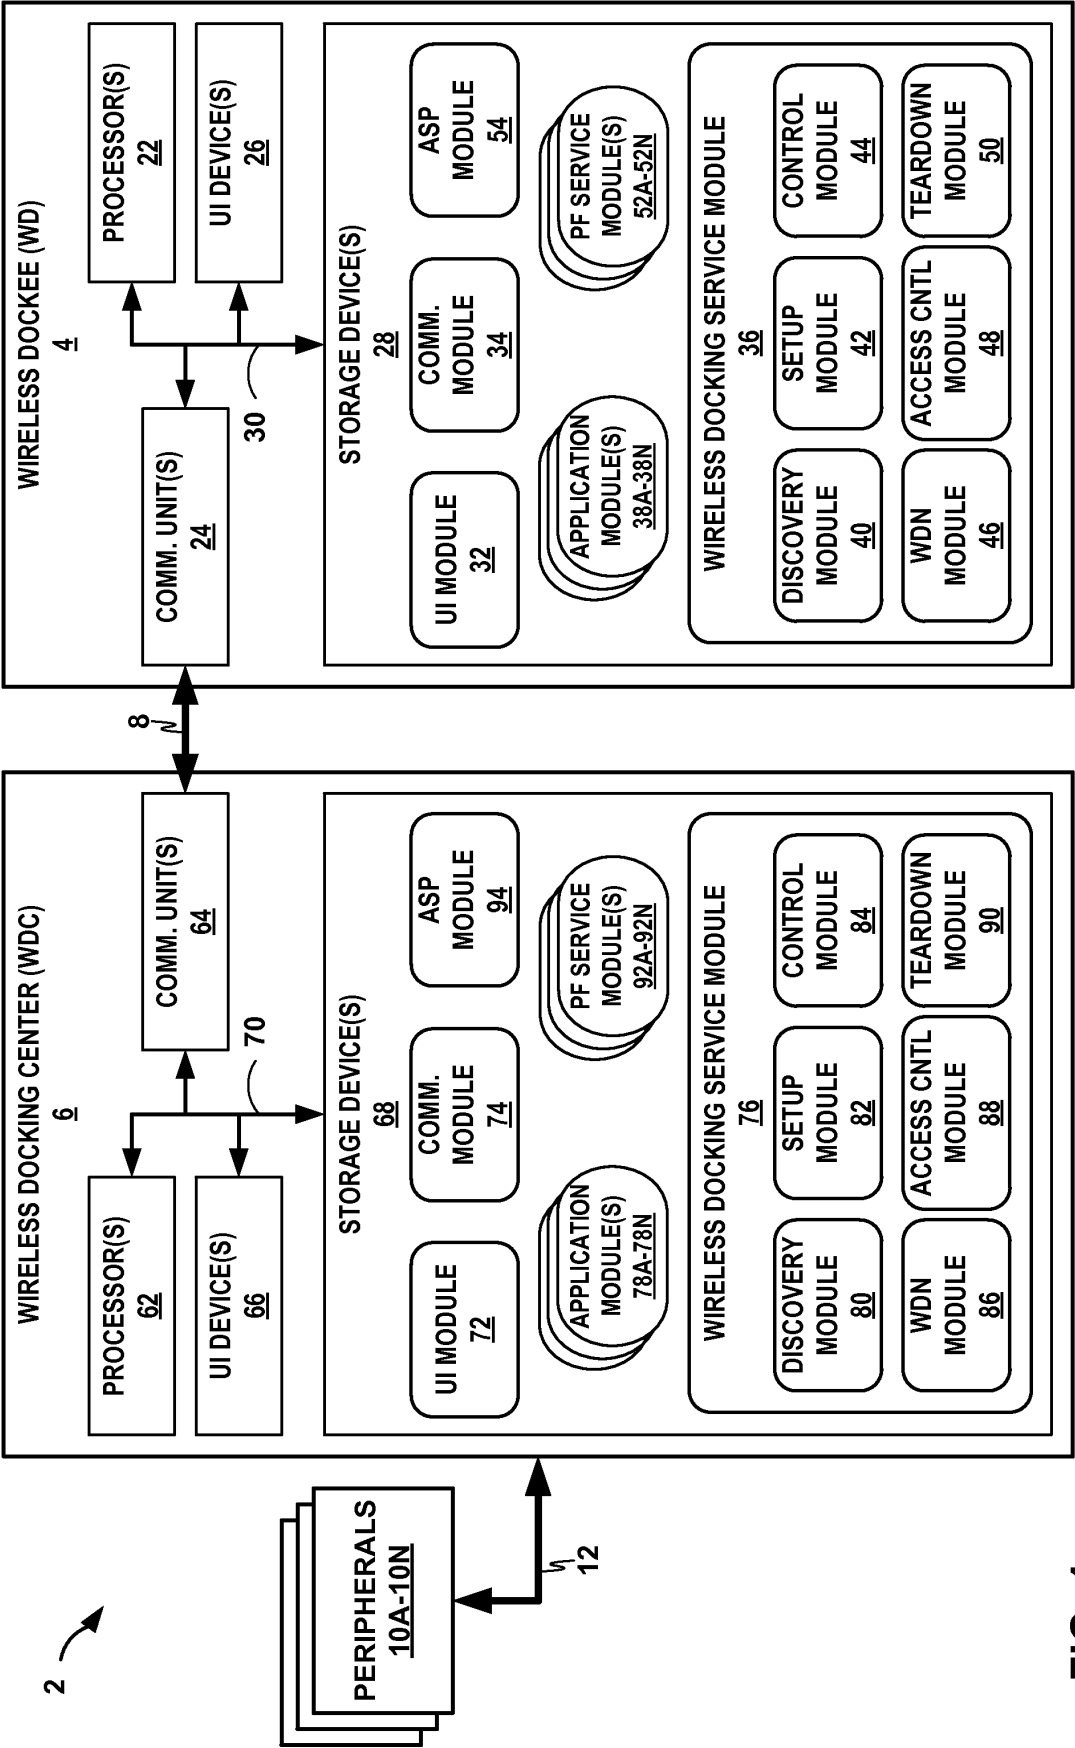 2
PERIPHERALS
10A-10N
12
WIRELESS DOCKING CENTER (WDC)
6
PROCESSOR(S)
62
UI DEVICE(S)
66
COMM. UNIT(S)
64
70
STORAGE DEVICE(S)
68
UI MODULE
72
COMM.
MODULE
74
ASP
MODULE
94
APPLICATION
MODULE(S)
78A-78N
PF SERVICE
MODULE(S)
92A-92N
WIRELESS DOCKING SERVICE MODULE
76
DISCOVERY
MODULE
80
SETUP
MODULE
82
CONTROL
MODULE
84
WDN
MODULE
86
ACCESS CNTL
MODULE
88
TEARDOWN
MODULE
90
8
WIRELESS DOCKEE (WD)
4
COMM. UNIT(S)
24
PROCESSOR(S)
22
UI DEVICE(S)
26
30
STORAGE DEVICE(S)
28
UI MODULE
32
COMM.
MODULE
34
ASP
MODULE
54
APPLICATION
MODULE(S)
38A-38N
PF SERVICE
MODULE(S)
52A-52N
WIRELESS DOCKING SERVICE MODULE
36
DISCOVERY
MODULE
40
SETUP
MODULE
42
CONTROL
MODULE
44
WDN
MODULE
46
ACCESS CNTL
MODULE
48
TEARDOWN
MODULE
50